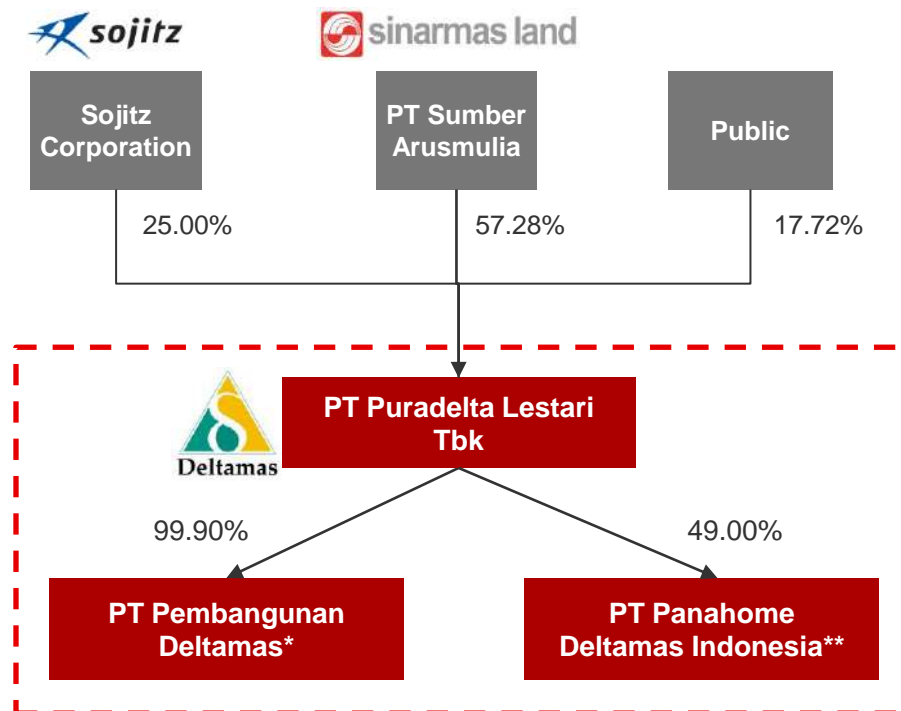 sojitz
sinarmas land
Sojitz
Corporation
PT Sumber
Arusmulia
Public
25.00%
57.28%
17.72%
PT Puradelta Lestari
Tbk
Deltamas
99.90%
49.00%
PT Pembangunan
Deltamas*
PT Panahome
Deltamas Indonesia**